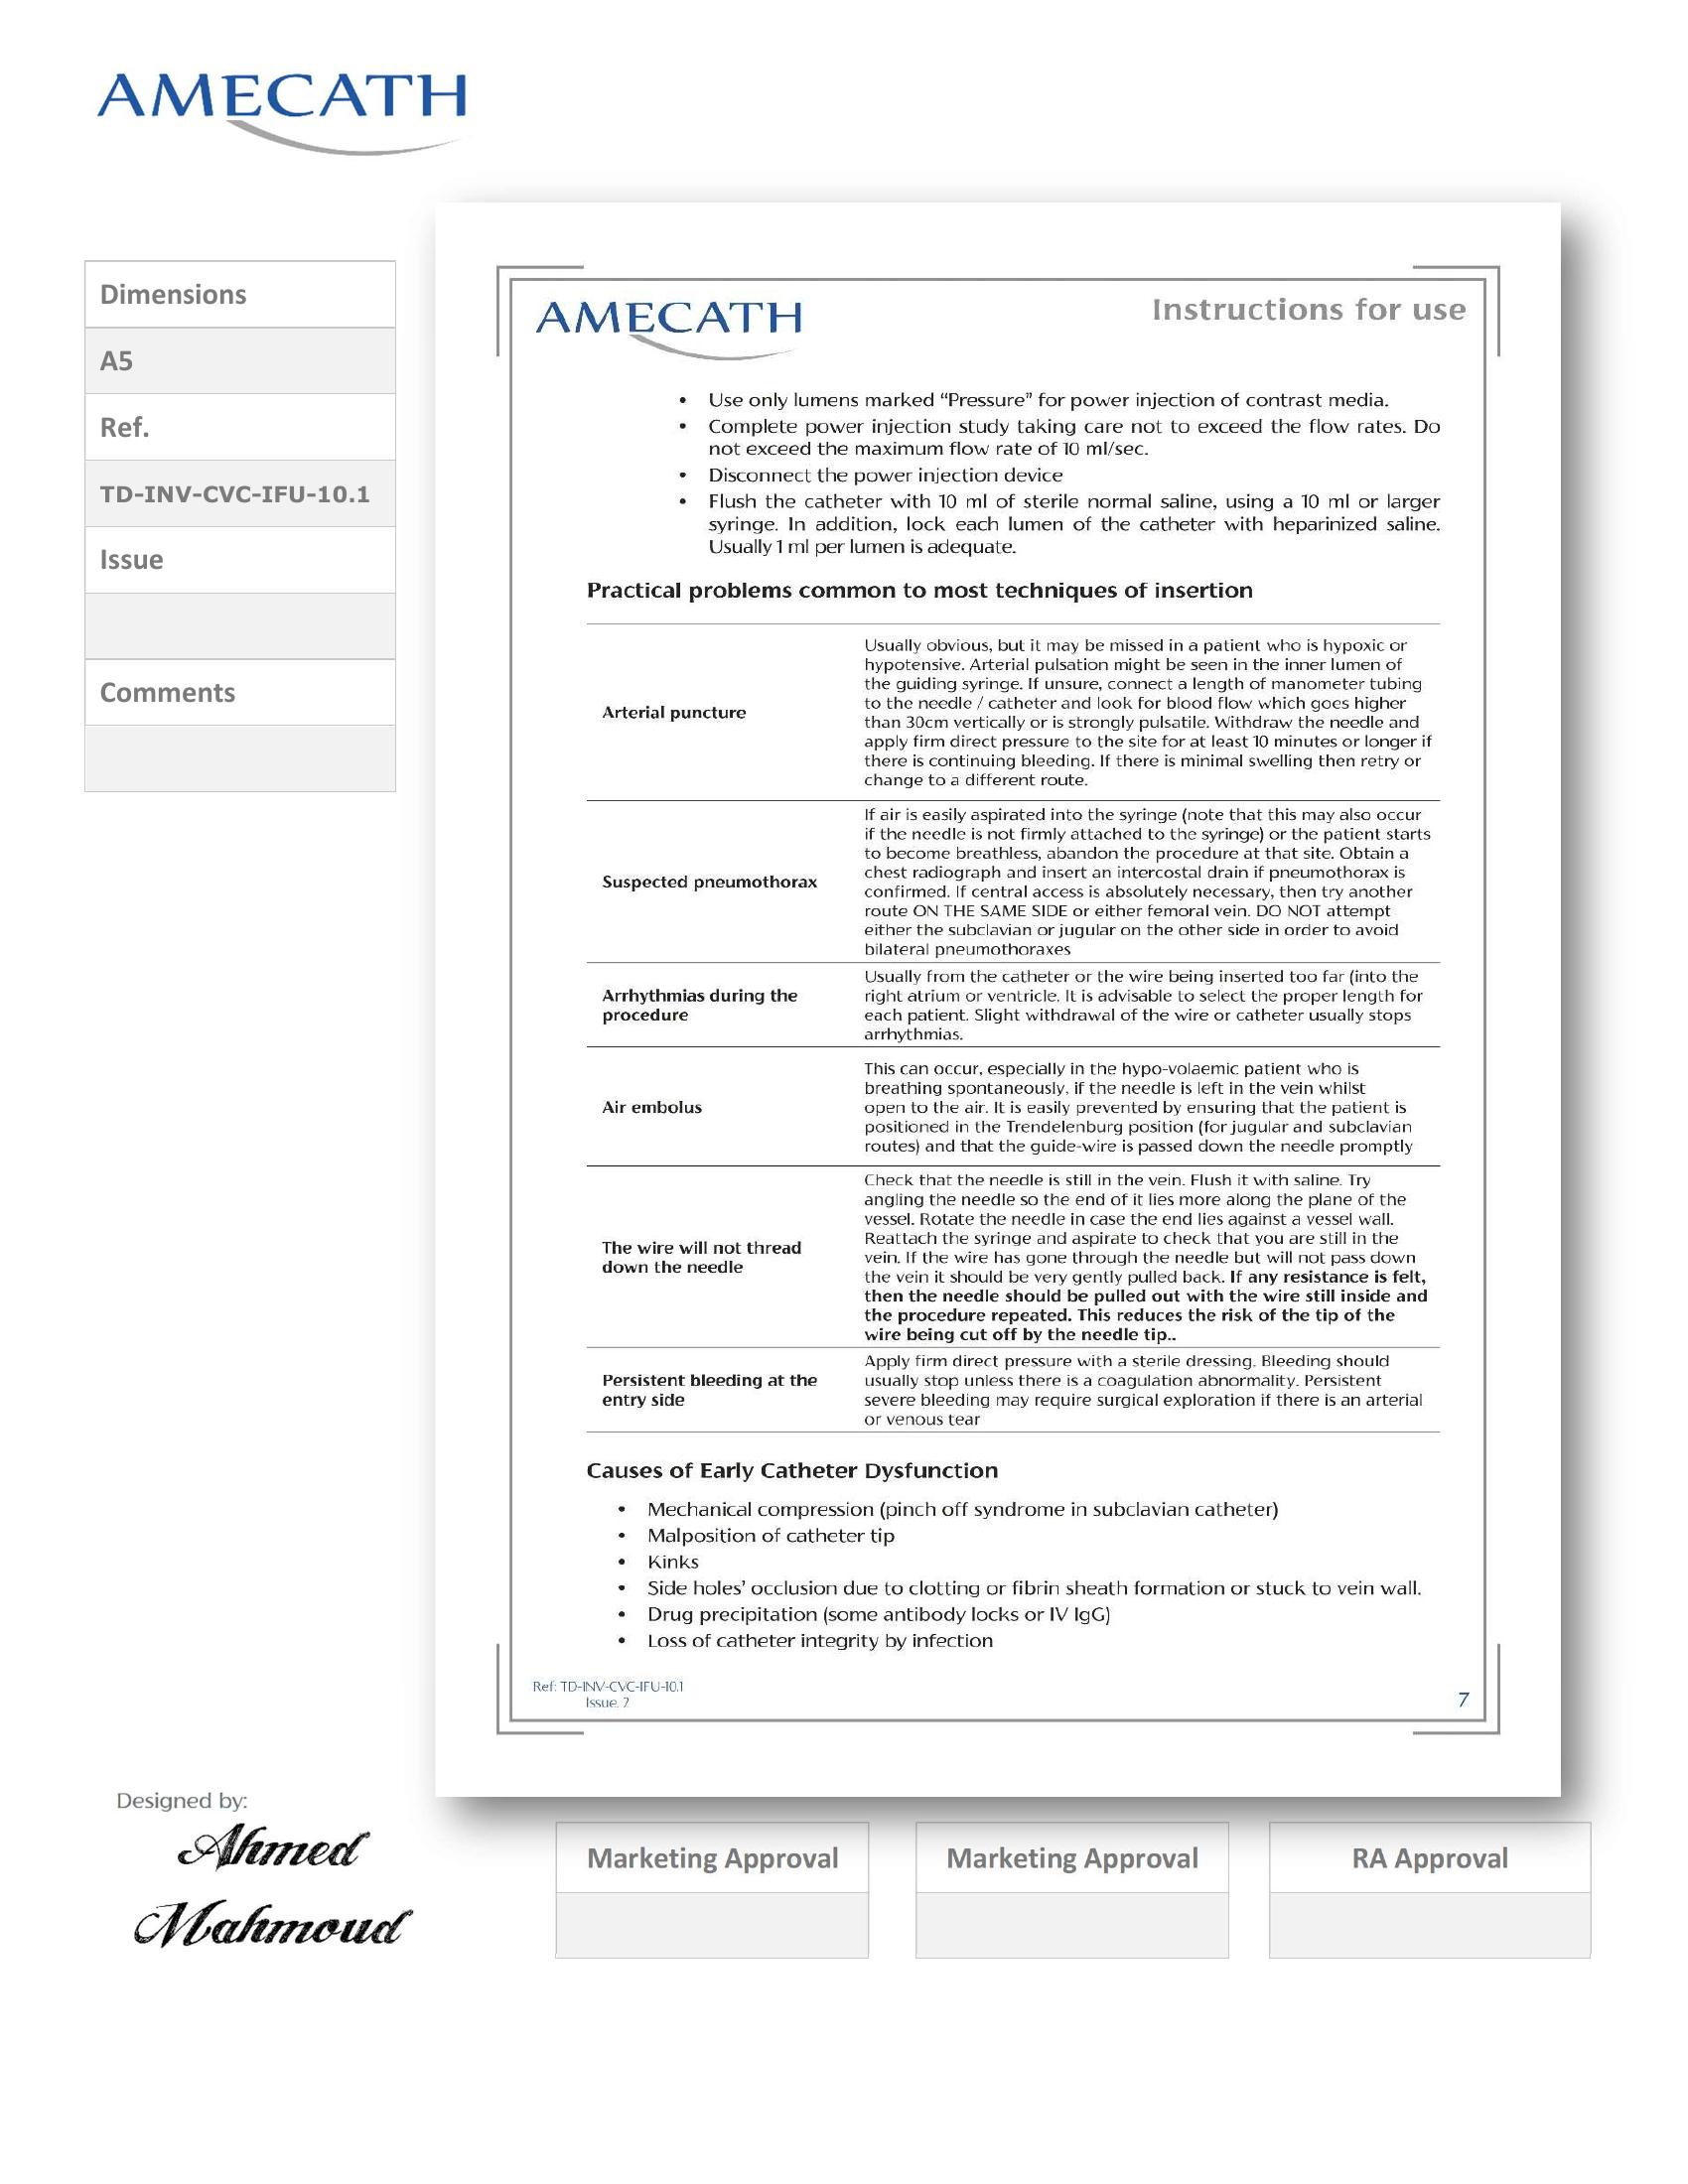 AMECATH
Dimensions
A5
Ref.
TD-INV-CVC-IFU-10.1
Issue
Comments
AMECATH
Instructions for use
• Use only lumens marked “Pressure” for power injection of contrast media.
• Complete power injection study taking care not to exceed the flow rates. Do
not exceed the maximum flow rate of 10 ml/sec.
• Disconnect the power injection device
• Flush the catheter with 10 ml of sterile normal saline, using a 10 ml or larger
syringe. In addition, lock each lumen of the catheter with heparinized saline.
Usually 1 ml per lumen is adequate.
Practical problems common to most techniques of insertion
Arterial puncture
Usually obvious, but it may be missed in a patient who is hypoxic or
hypotensive. Arterial pulsation might be seen in the inner lumen of
the guiding syringe. If unsure, connect a length of manometer tubing
to the needle / catheter and look for blood flow which goes higher
than 30cm vertically or is strongly pulsatile. Withdraw the needle and
apply firm direct pressure to the site for at least 10 minutes or longer if
there is continuing bleeding. If there is minimal swelling then retry or
change to a different route.
Suspected pneumothorax
If air is easily aspirated into the syringe (note that this may also occur
if the needle is not firmly attached to the syringe) or the patient starts
to become breathless, abandon the procedure at that site. Obtain a
chest radiograph and insert an intercostal drain if pneumothorax is
confirmed. If central access is absolutely necessary, then try another
route ON THE SAME SIDE or either femoral vein. DO NOT attempt
either the subclavian or jugular on the other side in order to avoid
bilateral pneumothoraxes
Arrhythmias during the
procedure
Usually from the catheter or the wire being inserted too far (into the
right atrium or ventricle. It is advisable to select the proper length for
each patient. Slight withdrawal of the wire or catheter usually stops
arrhythmias.
Air embolus
This can occur, especially in the hypo-volaemic patient who is
breathing spontaneously, if the needle is left in the vein whilst
open to the air. It is easily prevented by ensuring that the patient is
positioned in the Trendelenburg position (for jugular and subclavian
routes) and that the guide-wire is passed down the needle promptly
The wire will not thread
down the needle
Check that the needle is still in the vein. Flush it with saline. Try
angling the needle so the end of it lies more along the plane of the
vessel. Rotate the needle in case the end lies against a vessel wall.
Reattach the syringe and aspirate to check that you are still in the
vein. If the wire has gone through the needle but will not pass down
the vein it should be very gently pulled back. If any resistance is felt,
then the needle should be pulled out with the wire still inside and
the procedure repeated. This reduces the risk of the tip of the
wire being cut off by the needle tip..
Persistent bleeding at the
entry side
Apply firm direct pressure with a sterile dressing. Bleeding should
usually stop unless there is a coagulation abnormality. Persistent
severe bleeding may require surgical exploration if there is an arterial
or venous tear
Causes of Early Catheter Dysfunction
• Mechanical compression (pinch off syndrome in subclavian catheter)
• Malposition of catheter tip
• Kinks
• Side holes’ occlusion due to clotting or fibrin sheath formation or stuck to vein wall.
• Drug precipitation (some antibody locks or IV IgG)
• Loss of catheter integrity by infection
Ref: TD-INV-CVC-IFU-10.1
Issue. 2
7
Designed by:
Ahmed
Mahmoud
Marketing Approval
Marketing Approval
RA Approval